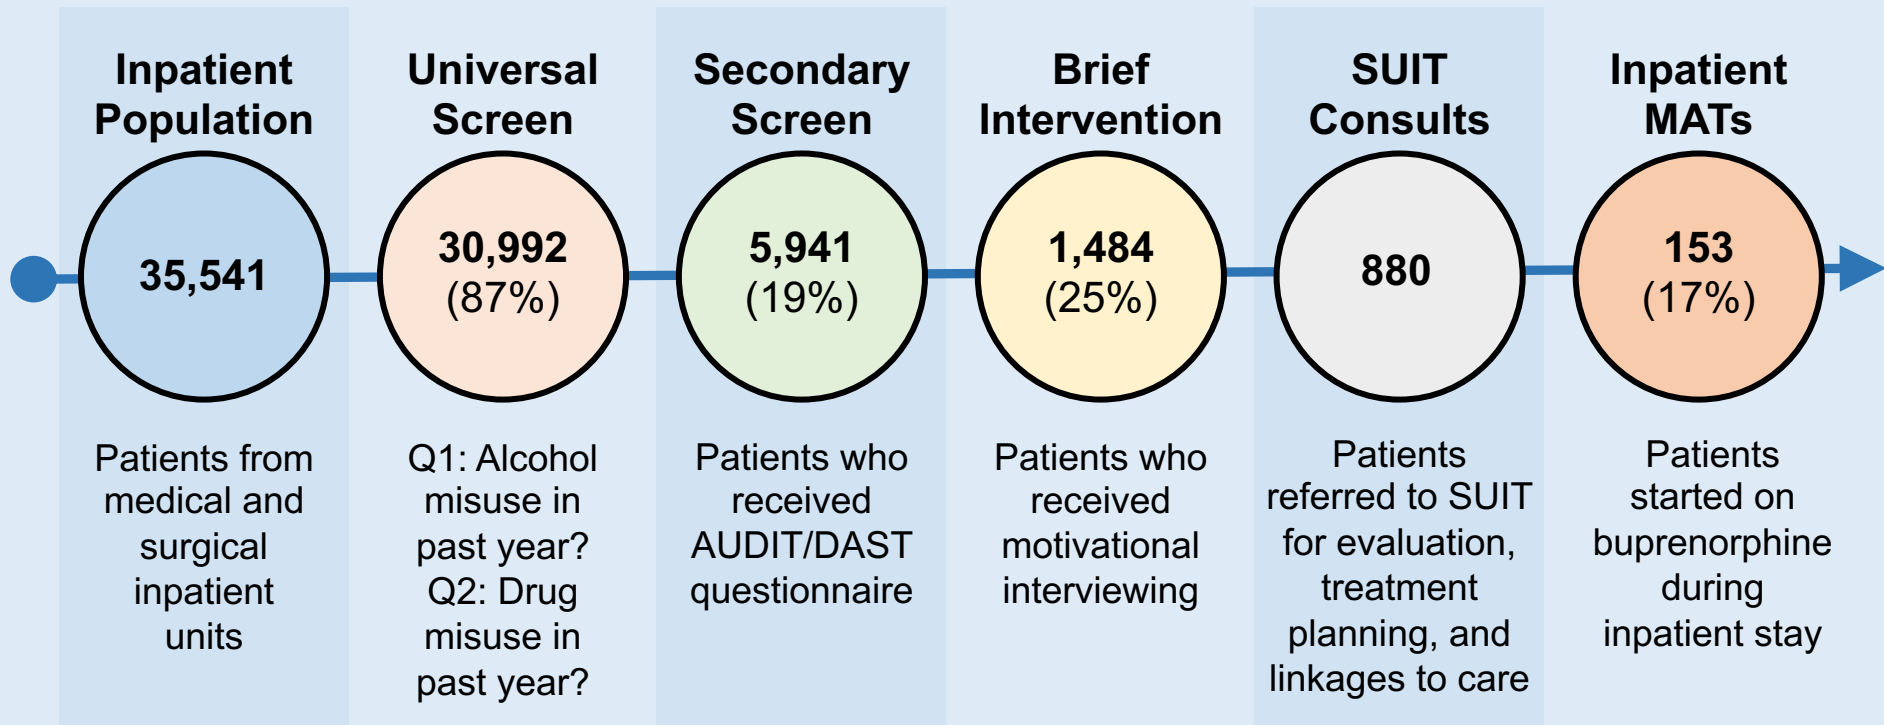 Inpatient
Population
35,541
Patients from
medical and
surgical
inpatient
units
Universal
Screen
30,992
(87%)
Q1: Alcohol
misuse in
past year?
Q2: Drug
misuse in
past year?
Secondary
Screen
5,941
(19%)
Patients who
received
AUDIT/DAST
questionnaire
Brief
Intervention
1,484
(25%)
Patients who
received
motivational
interviewing
SUIT
Consults
880
Patients
referred to SUIT
for evaluation,
treatment
planning, and
linkages to care
Inpatient
MATs
153
(17%)
Patients
started on
buprenorphine
during
inpatient stay